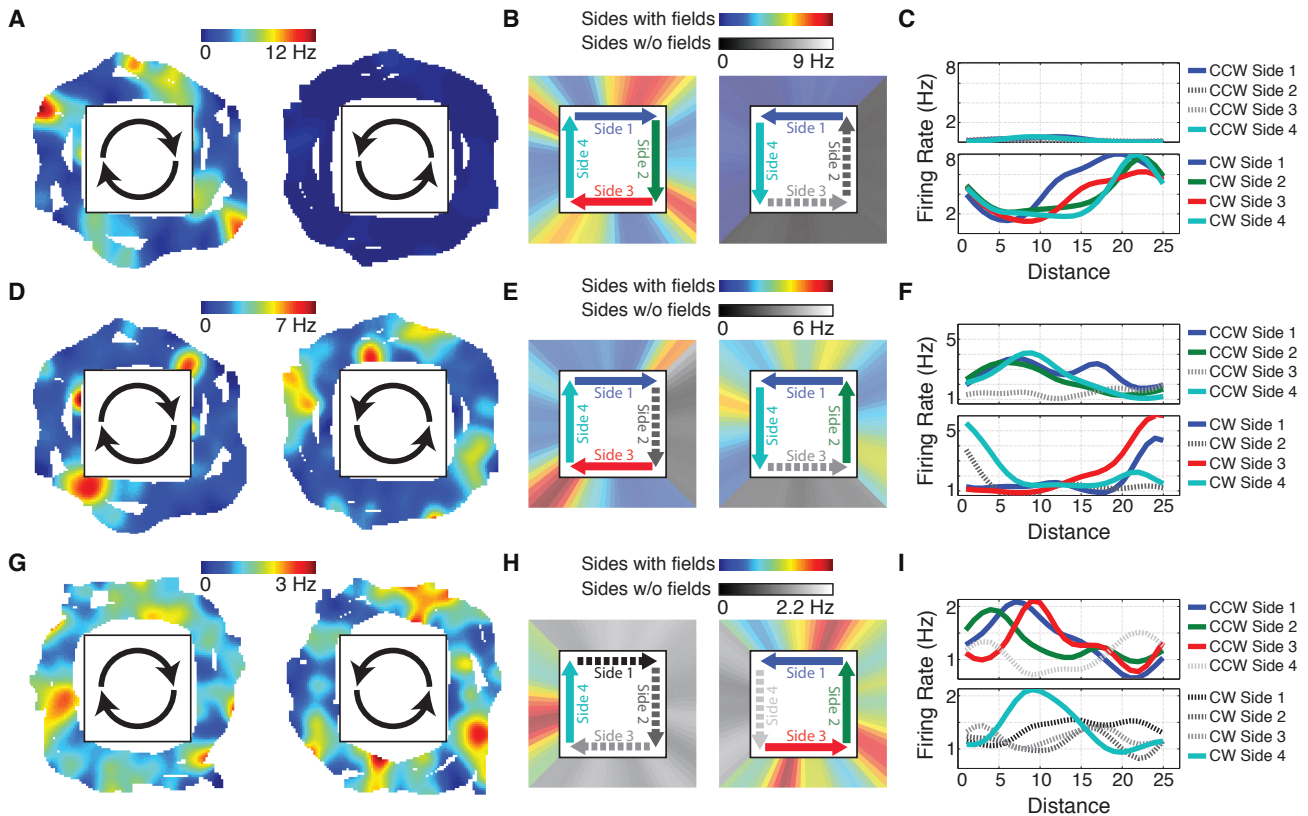 A
0
12 Hz
B
Sides with fields
Sides w/o fields
0
9 Hz
Side 1
Side 2
Side 3
Side 4
Side 1
Side 2
Side 3
Side 4
C
8
2
8
2
Firing Rate (Hz)
0 5 10 15 20 25
Distance
CCW Side 1
CCW Side 2
CCW Side 3
CCW Side 4
CW Side 1
CW Side 2
CW Side 3
CW Side 4
D
0
7 Hz
E
Sides with fields
Sides w/o fields
0
6 Hz
Side 1
Side 2
Side 3
Side 4
Side 1
Side 2
Side 3
Side 4
F
5
1
5
1
Firing Rate (Hz)
0 5 10 15 20 25
Distance
CCW Side 1
CCW Side 2
CCW Side 3
CCW Side 4
CW Side 1
CW Side 2
CW Side 3
CW Side 4
G
0
3 Hz
H
Sides with fields
Sides w/o fields
0
2.2 Hz
Side 1
Side 2
Side 3
Side 4
Side 1
Side 2
Side 3
Side 4
I
2
1
2
1
Firing Rate (Hz)
0 5 10 15 20 25
Distance
CCW Side 1
CCW Side 2
CCW Side 3
CCW Side 4
CW Side 1
CW Side 2
CW Side 3
CW Side 4